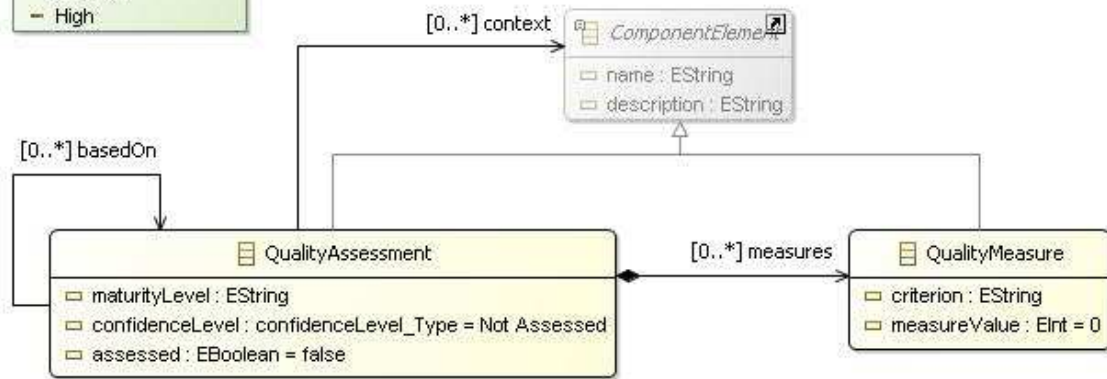 High
[0..*] context
ComponentElement
name : EString
description : EString
[0..*] basedOn
QualityAssessment
maturityLevel : EString
confidenceLevel : confidenceLevel_Type = Not Assessed
assessed : EBoolean = false
[0..*] measures
QualityMeasure
criterion : EString
measureValue : EInt = 0